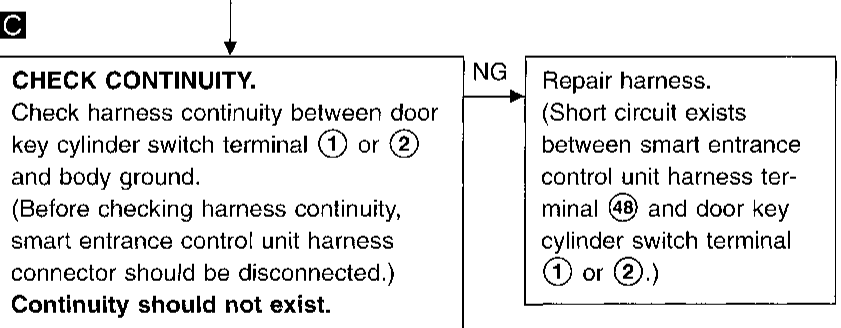 C
CHECK CONTINUITY.
Check harness continuity between door
key cylinder switch terminal ① or ②
and body ground.
(Before checking harness continuity,
smart entrance control unit harness
connector should be disconnected.)
Continuity should not exist.
NG
Repair harness.
(Short circuit exists
between smart entrance
control unit harness ter-
minal ㊽ and door key
cylinder switch terminal
① or ②.)